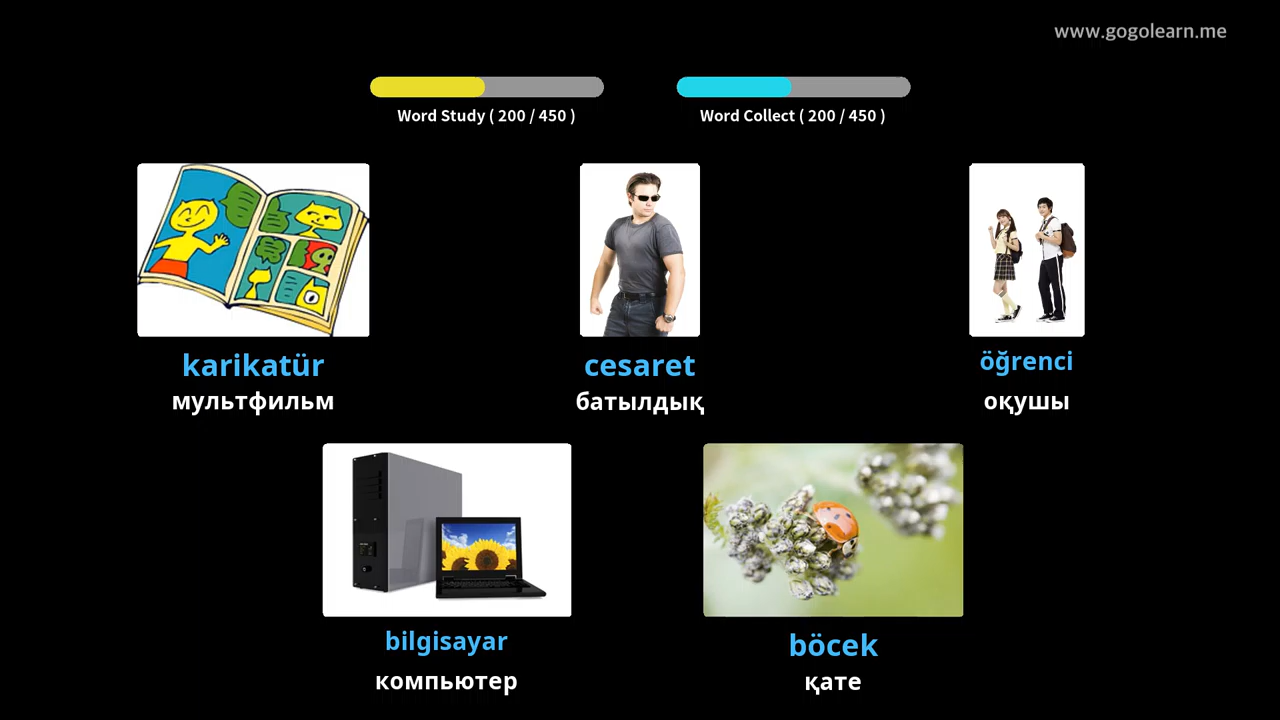 www.gogolearn.me
Word Study ( 200 / 450 )
Word Collect ( 200 / 450 )
karikatür
мультфильм
cesaret
батылдық
öğrenci
оқушы
bilgisayar
компьютер
böcek
қате